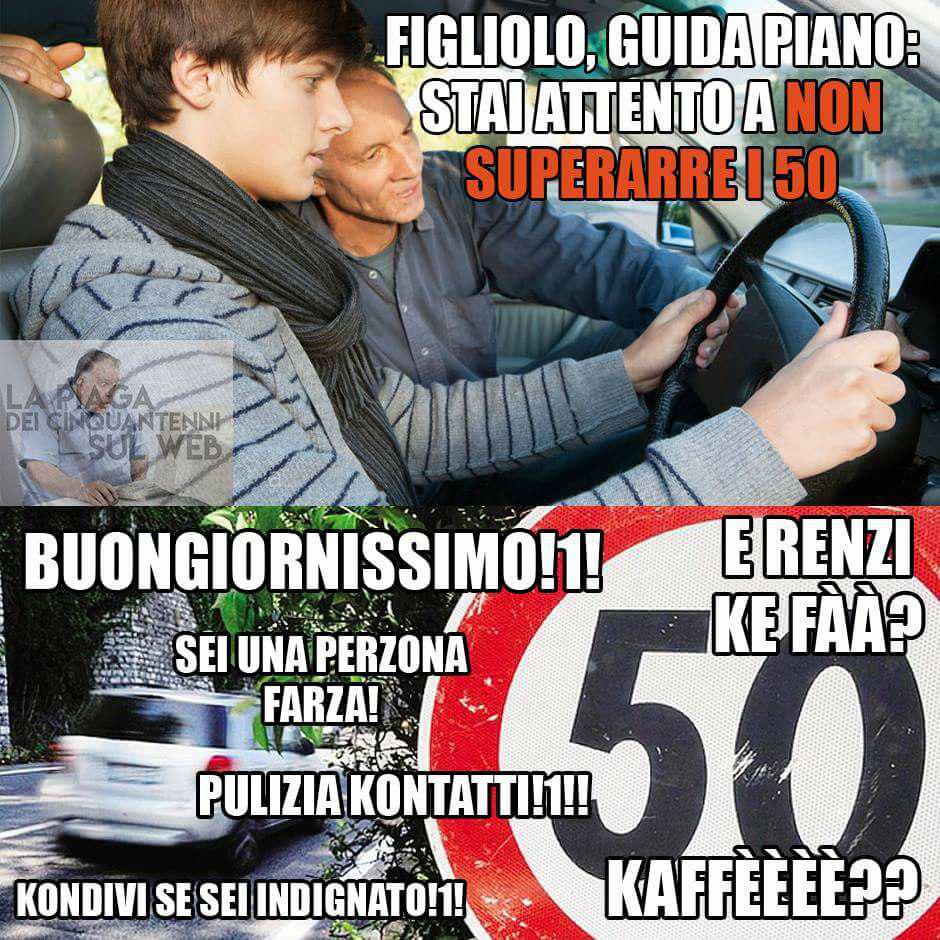 FIGLIOLO, GUIDA PIANO:
STAI ATTENTO A NON
SUPERARRE I 50
LA PIAGA
DEI CINQUANTENNI
SUL WEB
BUONGIORNISSIMO!1!
E RENZI
KE FÀÀ?
SEI UNA PERZONA
FARZA!
50
PULIZIA KONTATTI!1!!
KONDIVI SE SEI INDIGNATO!1!
KAFFÈÈÈÈ??